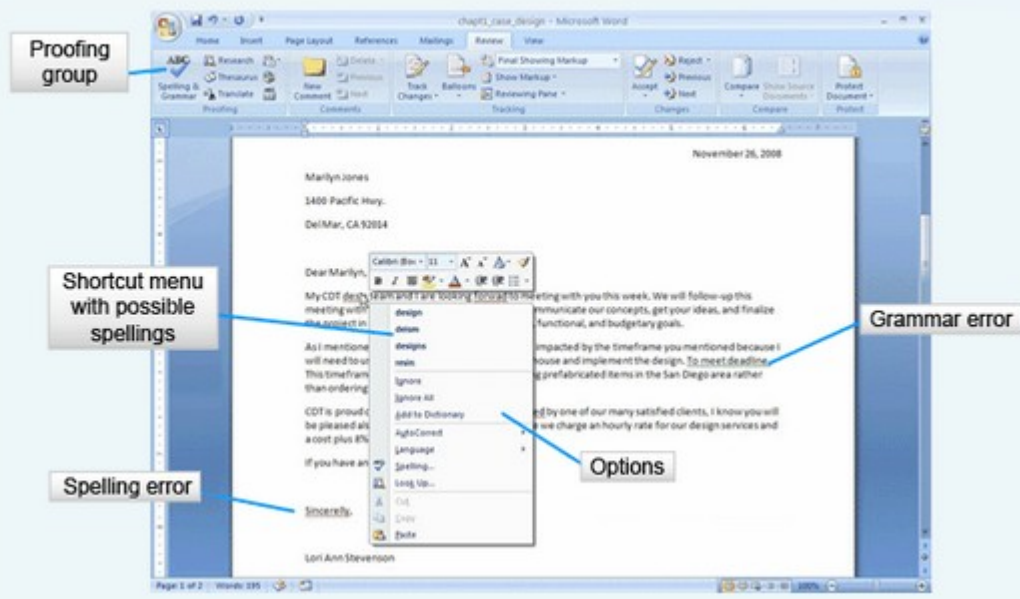 chapt1_case_design - Microsoft Word
Home Insert Page Layout References Mailings Review View
Proofing
group
ABC
Spelling &
Grammar
Research
Thesaurus
Translate
Proofing
New
Comment
Delete
Previous
Next
Comments
Track
Changes
Balloons
Final Showing Markup
Show Markup
Reviewing Pane
Tracking
Accept
Reject
Previous
Next
Changes
Compare
Show Source
Documents
Compare
Protect
Document
Protect
November 26, 2008
Marilyn Jones
1400 Pacific Hwy.
Del Mar, CA 92014
Dear Marilyn,
Calibri (Bo 11 A A A
B I A
My CDT desin team and I are looking forwad to meeting with you this week. We will follow-up this
meeting with mmunicate our concepts, get your ideas, and finalize
the project in functional, and budgetary goals.
As I mentione impacted by the timeframe you mentioned because I
will need to u house and implement the design. To meet deadline.
This timefram g prefabricated items in the San Diego area rather
than ordering
CDT is proud ed by one of our many satisfied clients, I know you will
be pleased als e we charge an hourly rate for our design services and
a cost plus 8%
If you have an
Sincerelly,
Lori Ann Stevenson
design
deism
designs
resin
Ignore
Ignore All
Add to Dictionary
AutoCorrect
Language
Spelling...
Look Up...
Cut
Copy
Paste
Shortcut menu
with possible
spellings
Grammar error
Options
Spelling error
Page: 1 of 2 Words: 195
100%